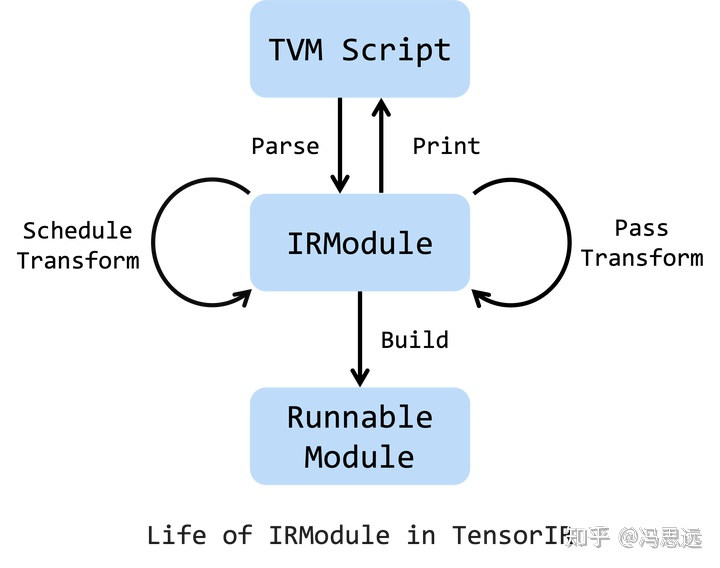 TVM Script
Parse
Print
Schedule
Transform
IRModule
Pass
Transform
Build
Runnable
Module
Life of IRModule in TensorIR
知乎 @冯思远